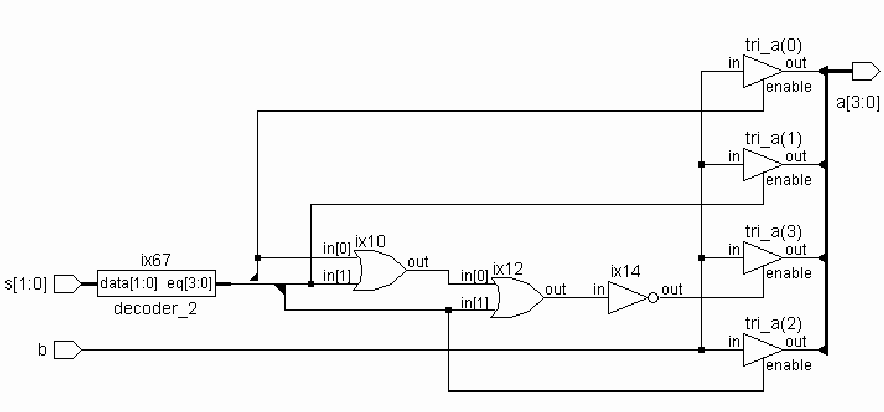 tri_a(0)
in
out
enable
a[3:0]
tri_a(1)
in
out
enable
in[0]
ix10
out
in[1]
tri_a(3)
in
out
enable
ix67
s[1:0]
data[1:0] eq[3:0]
decoder_2
in[0]
ix12
out
in[1]
ix14
in
out
tri_a(2)
in
out
enable
b